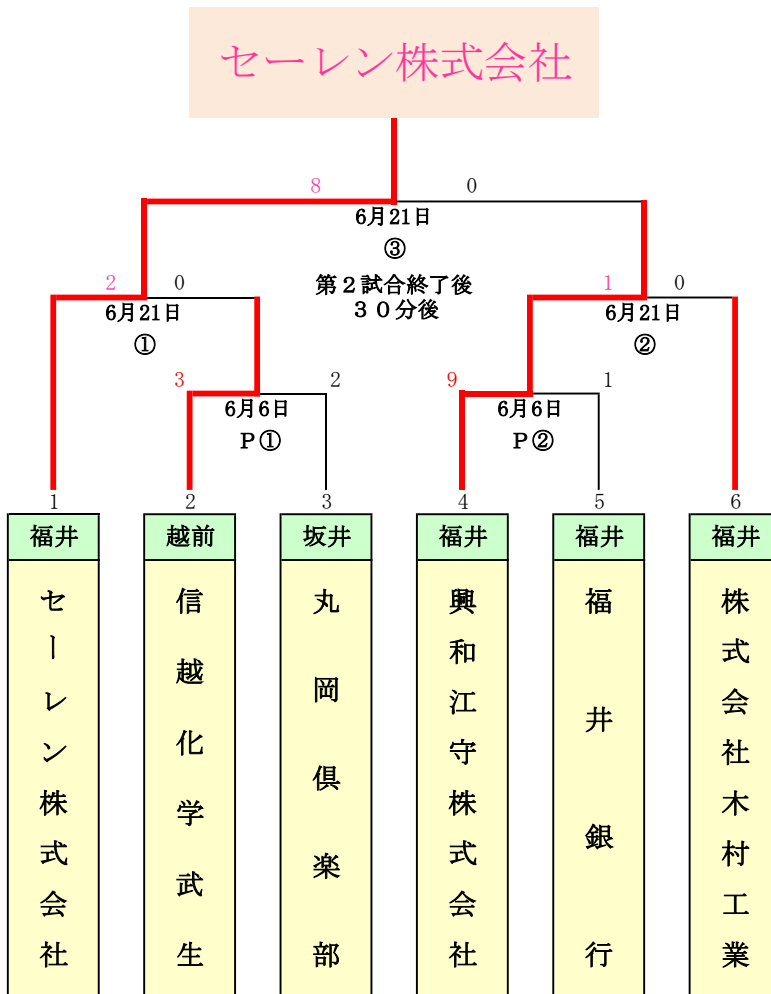 セーレン株式会社
8
0
6月21日
③
第２試合終了後
３０分後
2
0
6月21日
①
1
0
6月21日
②
3
2
6月6日
Ｐ①
9
1
6月6日
Ｐ②
1
2
3
4
5
6
福井
越前
坂井
福井
福井
福井
セーレン株式会社
信越化学武生
丸岡倶楽部
興和江守株式会社
福井銀行
株式会社木村工業